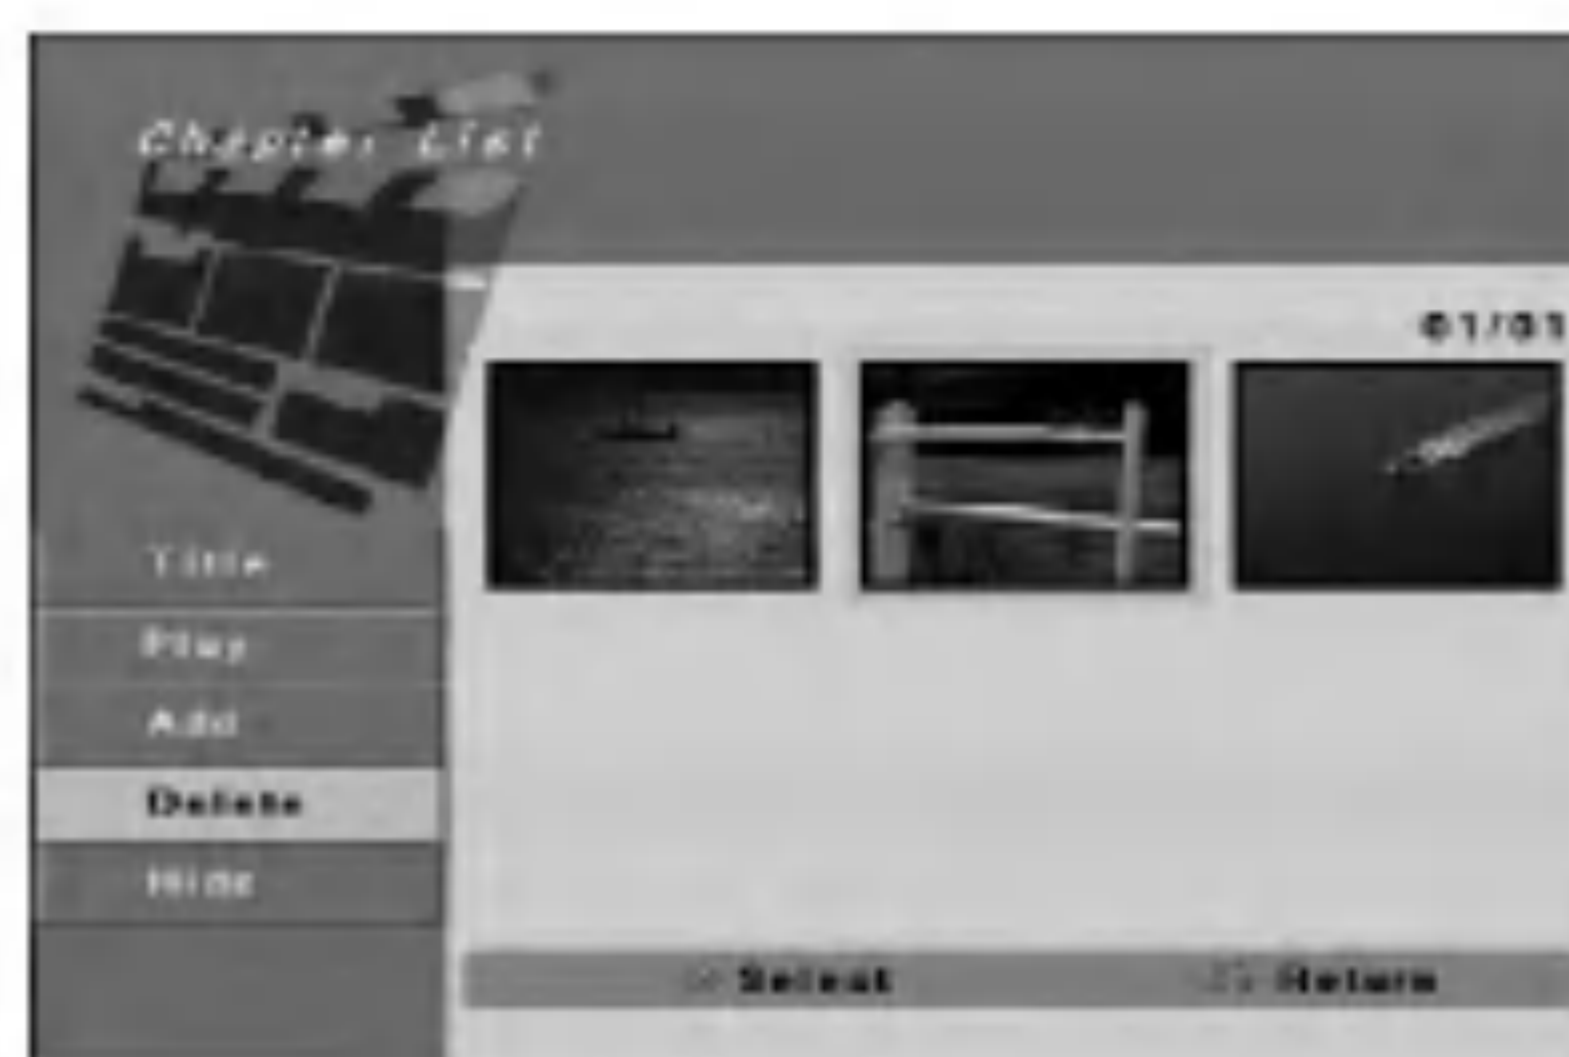 Chapter List
01/01
Title
Play
Add
Delete
Hide
Select Return